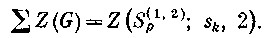 ∑ Z(G) = Z(S_p^{(1, 2)}; s_k, 2).